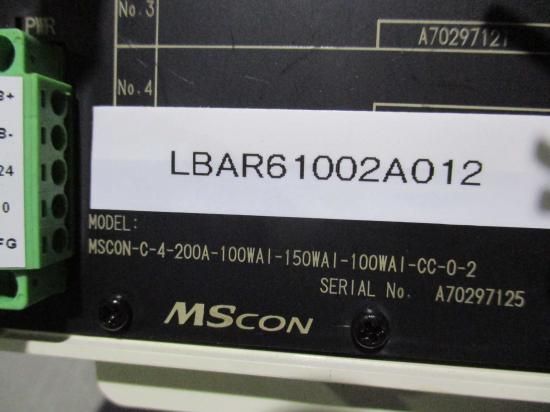 PWR
No.3
A70297127
No.4
B-
24
0
FG
LBAR61002A012
MODEL:
MSCON-C-4-200A-100WAI-150WAI-100WAI-CC-0-2
SERIAL No. A70297125
MSCON